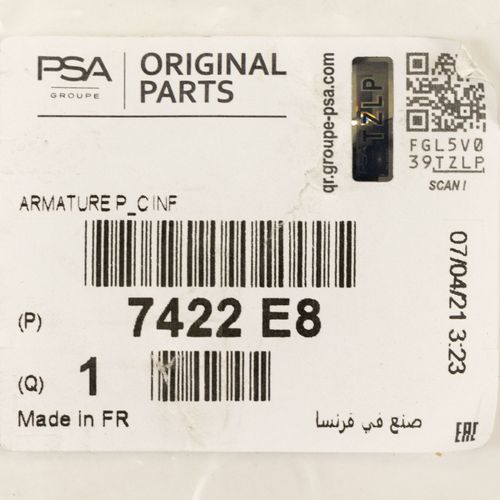 PSA
GROUPE
ORIGINAL
PARTS
qr.groupe-psa.com
PSA
TZLP
FGL5V0
39TZLP
SCAN !
ARMATURE P_C INF
(P) 7422 E8
07/04/21 3:23
(Q) 1
Made in FR
صنع في فرنسا
EAC